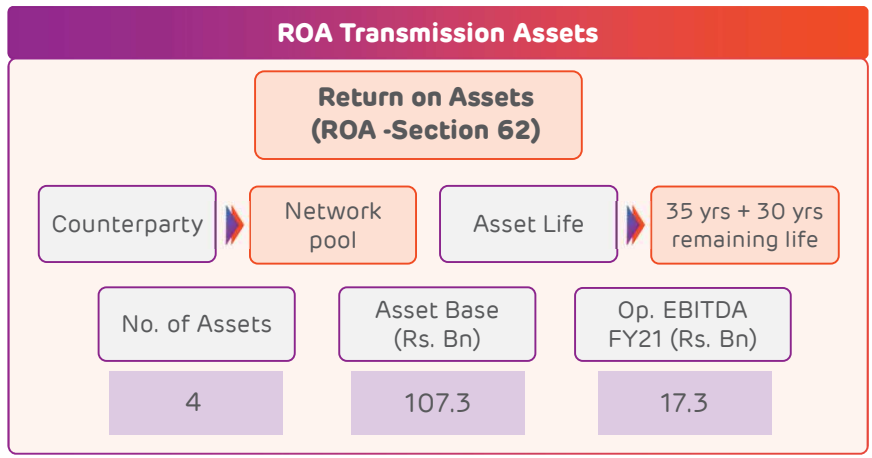 ROA Transmission Assets
Return on Assets
(ROA -Section 62)
Counterparty
Network
pool
Asset Life
35 yrs + 30 yrs
remaining life
No. of Assets
Asset Base
(Rs. Bn)
Op. EBITDA
FY21 (Rs. Bn)
4
107.3
17.3